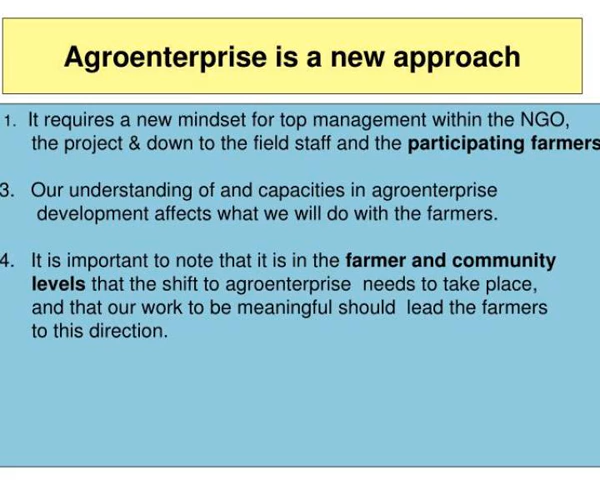 Agroenterprise is a new approach
1. It requires a new mindset for top management within the NGO,
the project & down to the field staff and the participating farmers
3. Our understanding of and capacities in agroenterprise
development affects what we will do with the farmers.
4. It is important to note that it is in the farmer and community
levels that the shift to agroenterprise needs to take place,
and that our work to be meaningful should lead the farmers
to this direction.